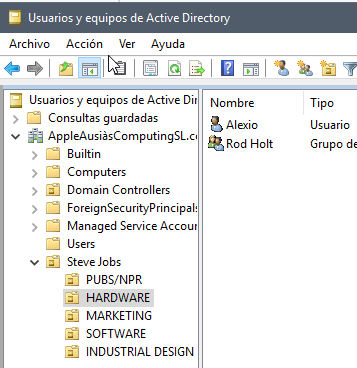 Usuarios y equipos de Active Directory
Archivo Acción Ver Ayuda
Usuarios y equipos de Active Direc
Consultas guardadas
AppleAusiàsComputingSL.c
Builtin
Computers
Domain Controllers
ForeignSecurityPrincipals
Managed Service Accour
Users
Steve Jobs
PUBS/NPR
HARDWARE
MARKETING
SOFTWARE
INDUSTRIAL DESIGN
Nombre Tipo
Alexio Usuario
Rod Holt Grupo de